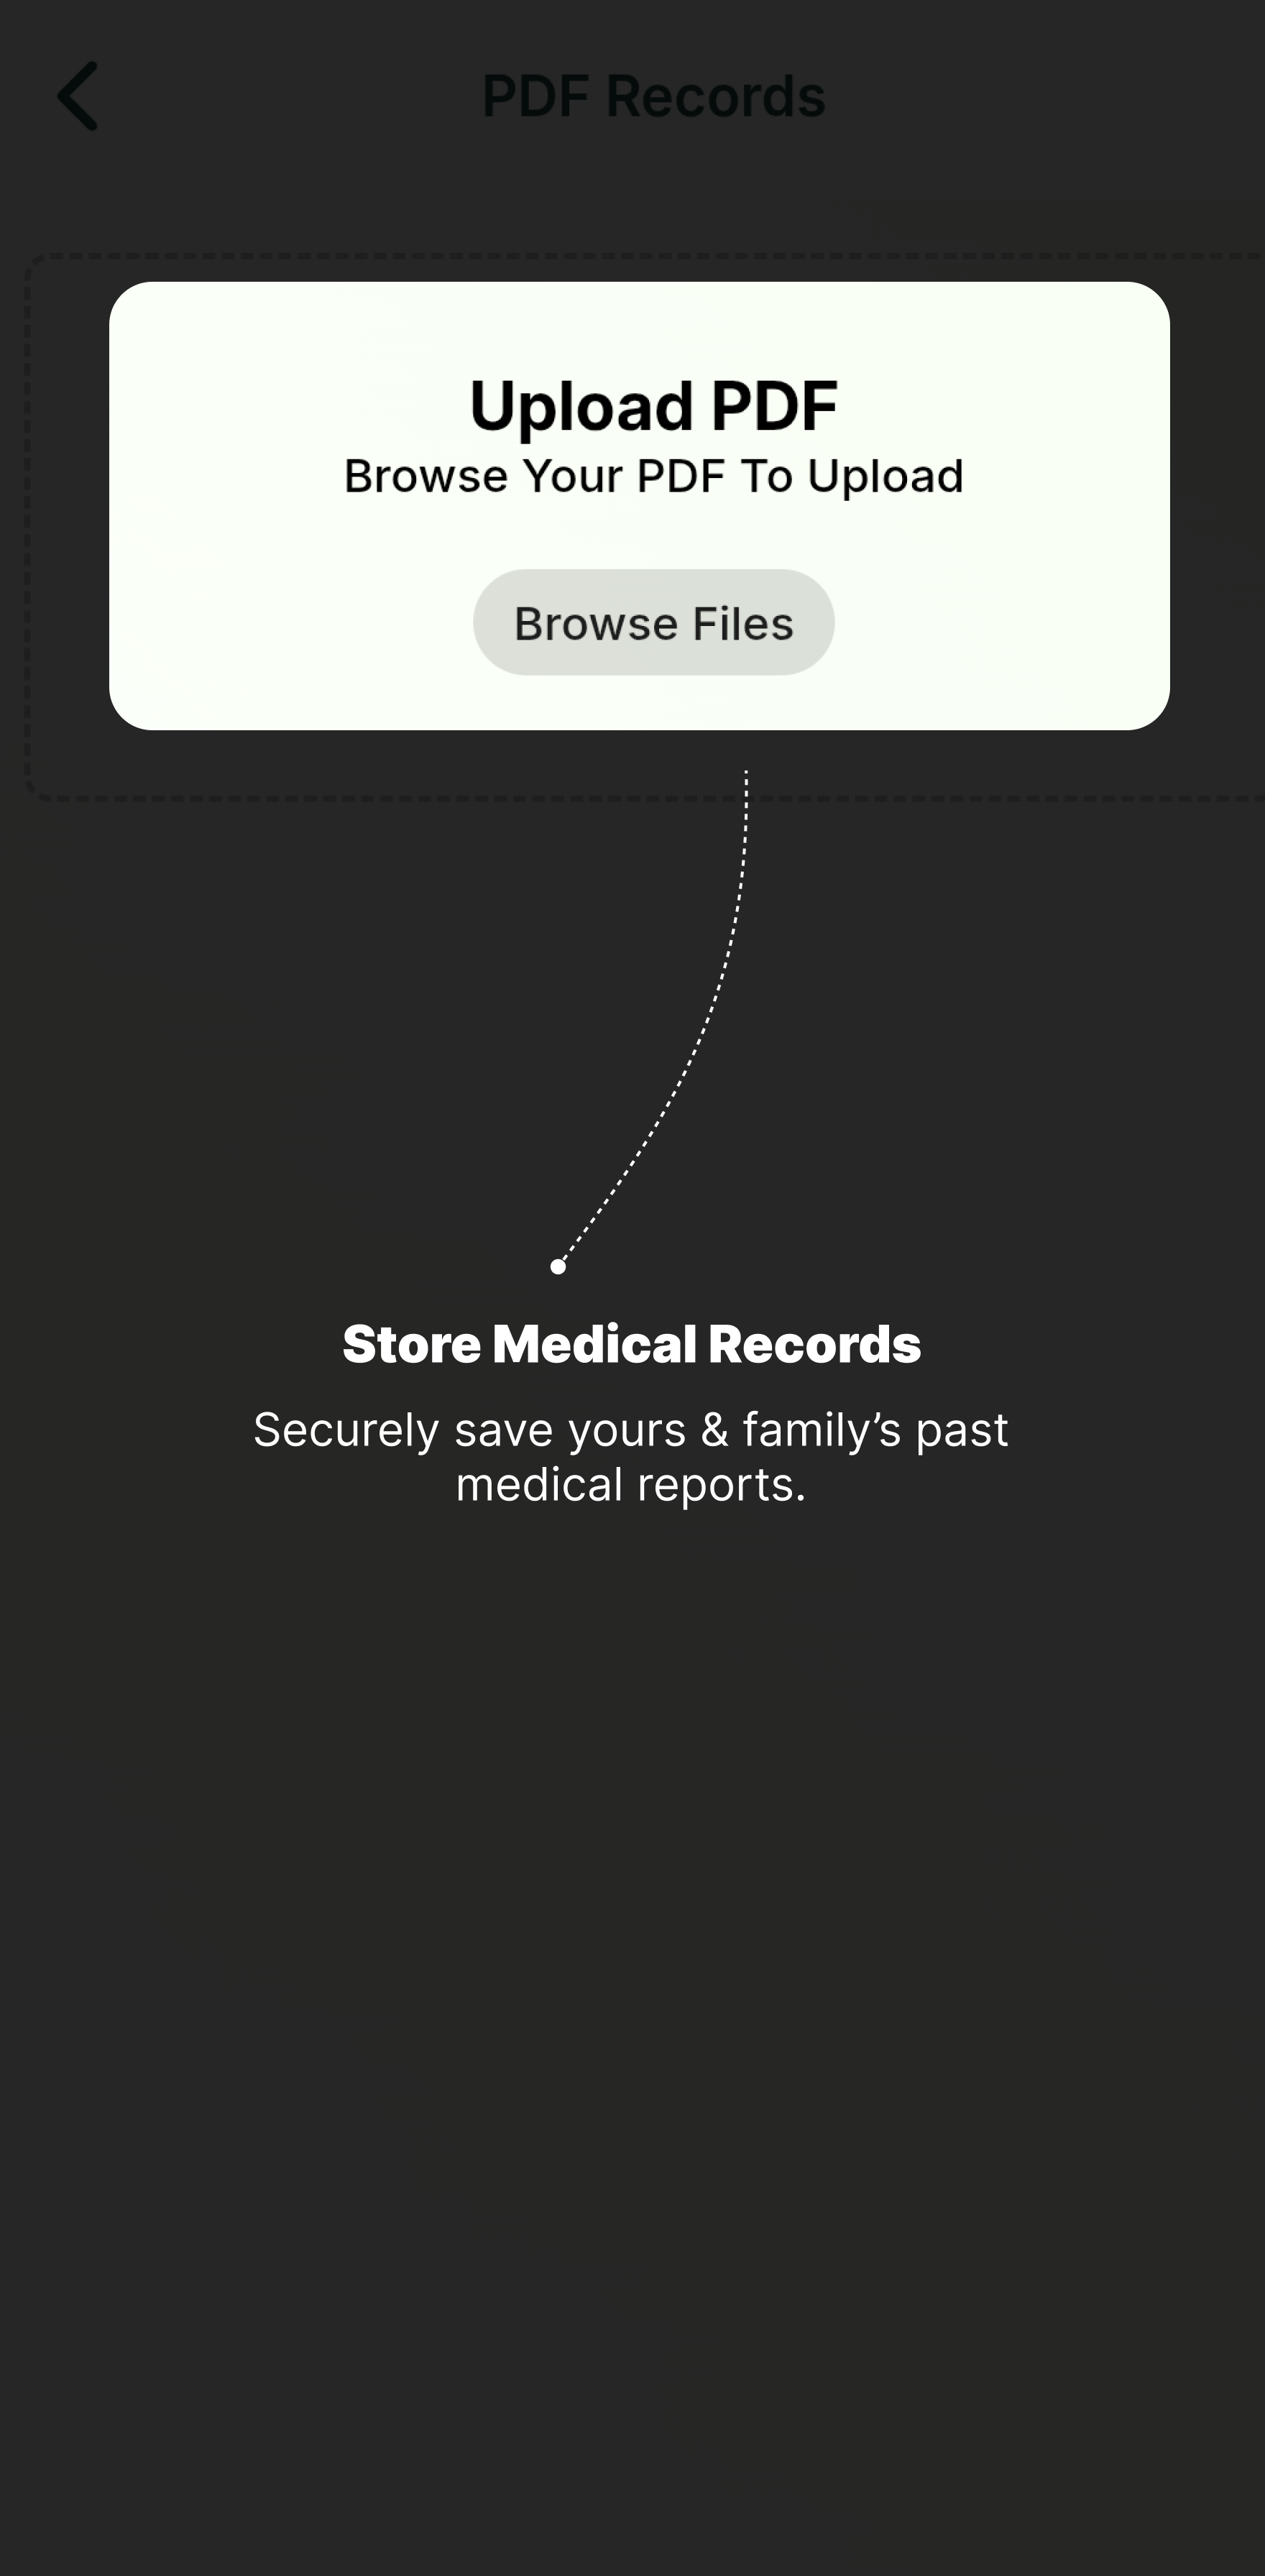 PDF Records
Upload PDF
Browse Your PDF To Upload
Browse Files
Store Medical Records
Securely save yours & family’s past
medical reports.